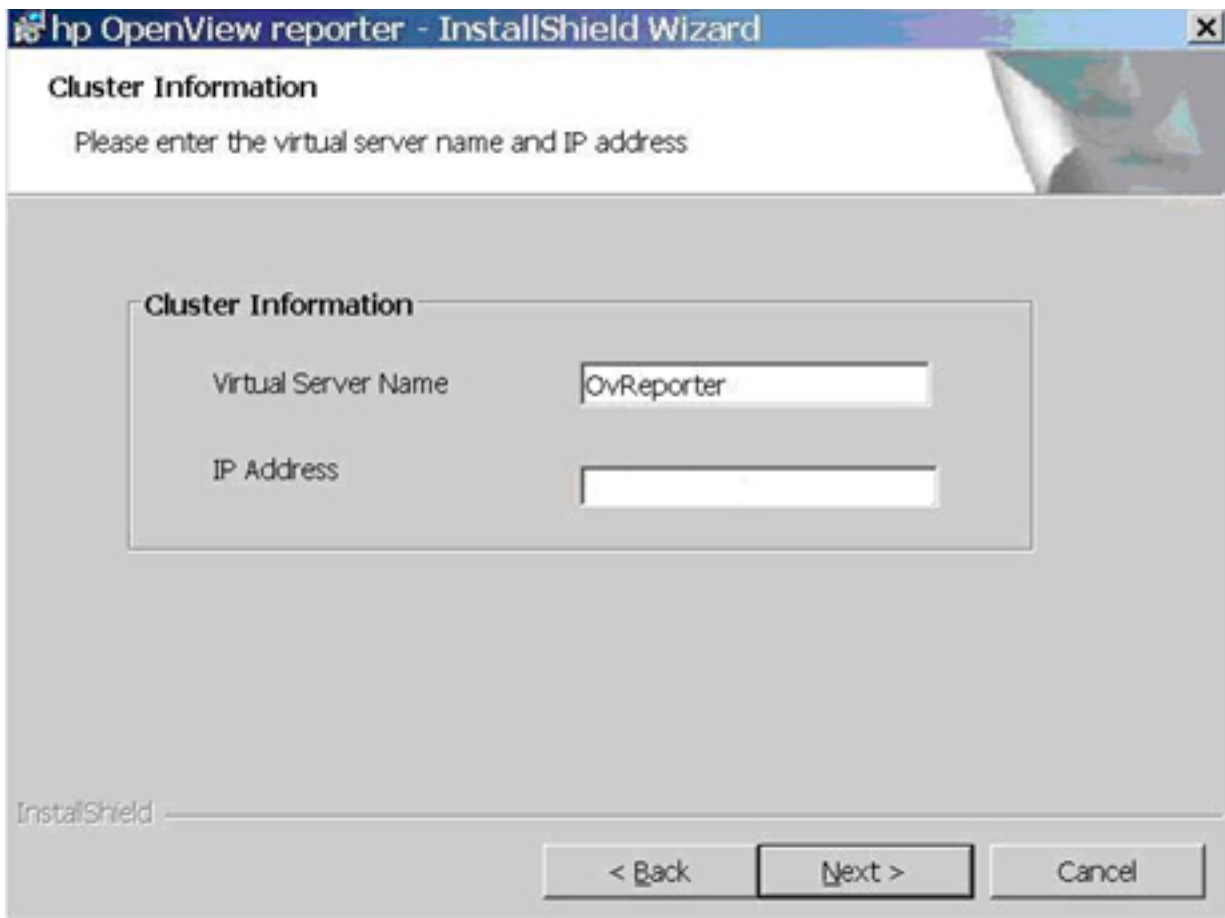 hp OpenView reporter - InstallShield Wizard
Cluster Information
Please enter the virtual server name and IP address
Cluster Information
Virtual Server Name
OvReporter
IP Address
InstallShield
< Back
Next >
Cancel